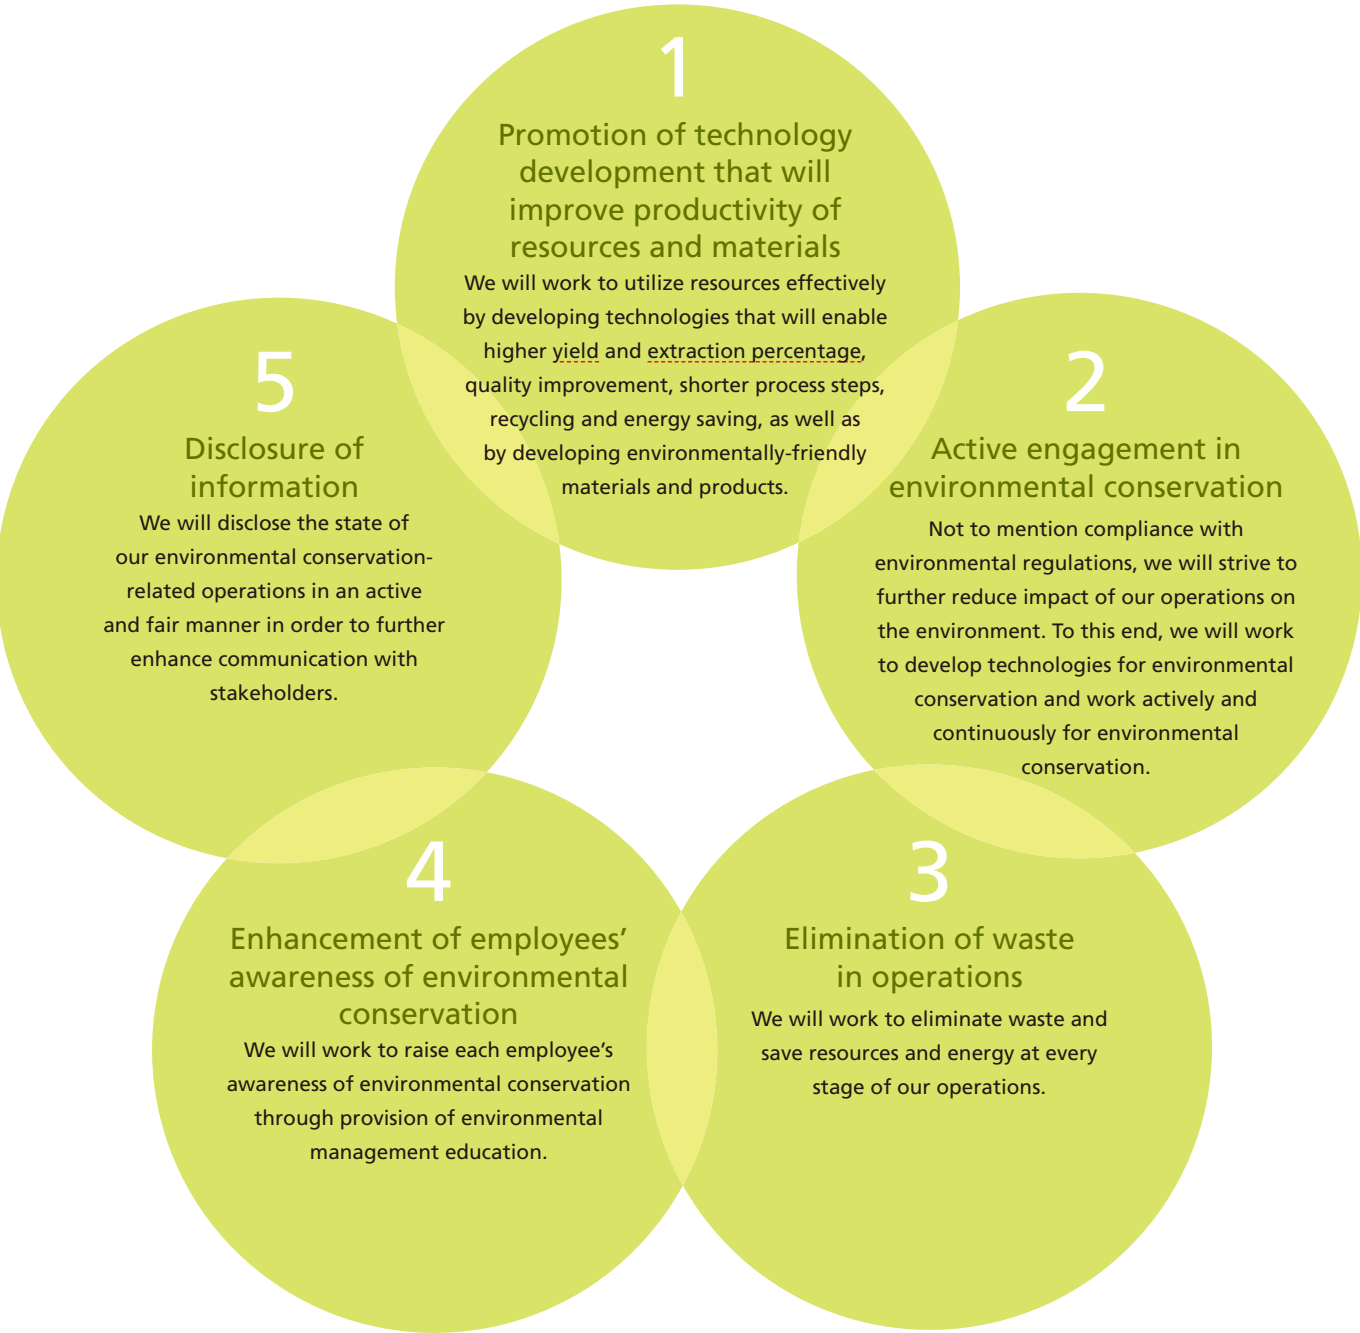 1
Promotion of technology
development that will
improve productivity of
resources and materials
We will work to utilize resources effectively
by developing technologies that will enable
higher yield and extraction percentage,
quality improvement, shorter process steps,
recycling and energy saving, as well as
by developing environmentally-friendly
materials and products.
2
Active engagement in
environmental conservation
Not to mention compliance with
environmental regulations, we will strive to
further reduce impact of our operations on
the environment. To this end, we will work
to develop technologies for environmental
conservation and work actively and
continuously for environmental
conservation.
3
Elimination of waste
in operations
We will work to eliminate waste and
save resources and energy at every
stage of our operations.
4
Enhancement of employees’
awareness of environmental
conservation
We will work to raise each employee’s
awareness of environmental conservation
through provision of environmental
management education.
5
Disclosure of
information
We will disclose the state of
our environmental conservation-
related operations in an active
and fair manner in order to further
enhance communication with
stakeholders.